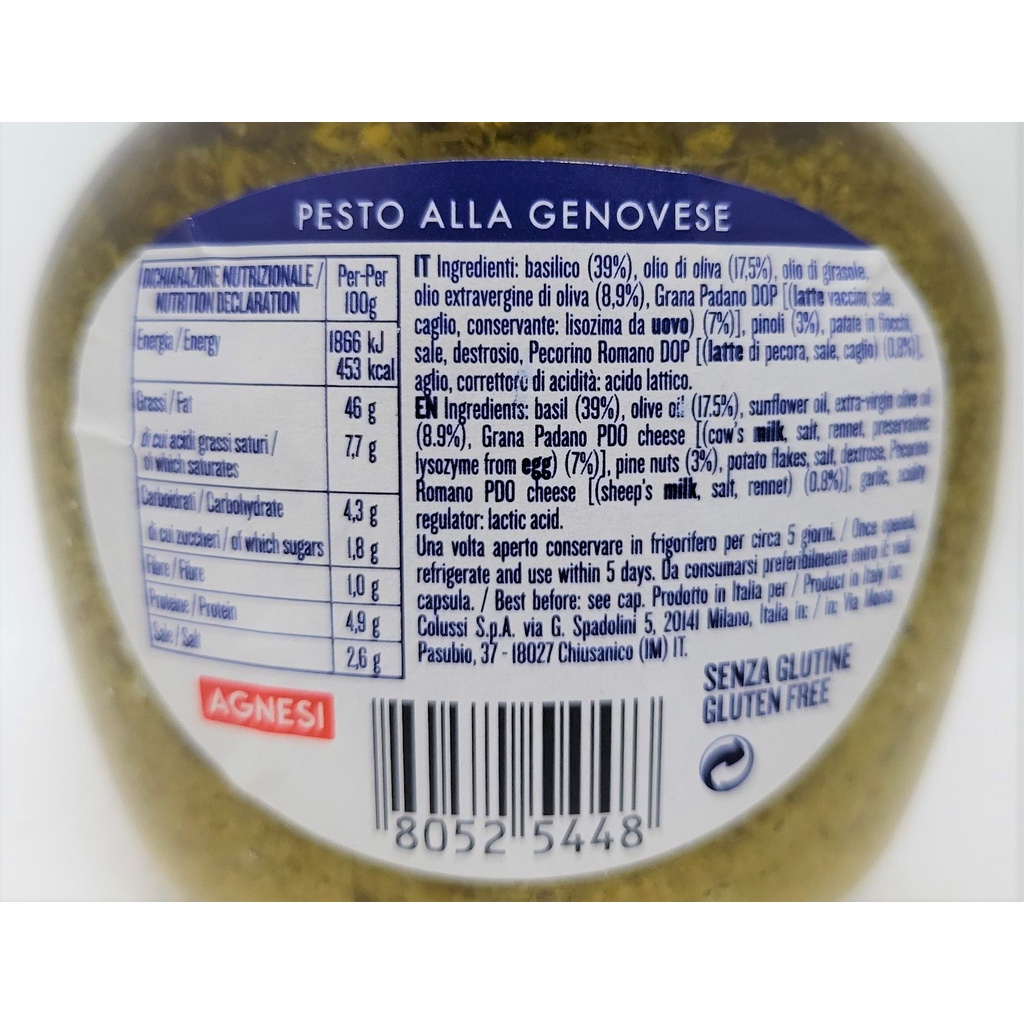 PESTO ALLA GENOVESE
DICHIARAZIONE NUTRIZIONALE /
NUTRITION DECLARATION
Per-Per
100g
Energia / Energy
1866 kJ
453 kcal
Grassi / Fat
46 g
di cui acidi grassi saturi /
of which saturates
7,7 g
Carboidrati / Carbohydrate
4,3 g
di cui zuccheri / of which sugars
1,8 g
Fibre / Fibre
1,0 g
Proteine / Protein
4,9 g
Sale / Salt
2,6 g
IT Ingredienti: basilico (39%), olio di oliva (17,5%), olio di girasole,
olio extravergine di oliva (8,9%), Grana Padano DOP [(latte vaccino, sale,
caglio, conservante: lisozima da uovo) (7%)], pinoli (3%), patate in fiocchi,
sale, destrosio, Pecorino Romano DOP [(latte di pecora, sale, caglio) (0,8%)],
aglio, correttore di acidità: acido lattico.
EN Ingredients: basil (39%), olive oil (17.5%), sunflower oil, extra-virgin olive oil
(8.9%), Grana Padano PDO cheese [(cow's milk, salt, rennet, preservative:
lysozyme from egg) (7%)], pine nuts (3%), potato flakes, salt, dextrose, Pecorino
Romano PDO cheese [(sheep's milk, salt, rennet) (0.8%)], garlic, acidity
regulator: lactic acid.
Una volta aperto conservare in frigorifero per circa 5 giorni. / Once opened,
refrigerate and use within 5 days. Da consumarsi preferibilmente entro il: vedi
capsula. / Best before: see cap. Prodotto in Italia per / Product in Italy for:
Colussi S.p.A. via G. Spadolini 5, 20141 Milano, Italia in: / in: Via Monte
Pasubio, 37 - 18027 Chiusanico (IM) IT.
SENZA GLUTINE
GLUTEN FREE
AGNESI
8052 5448